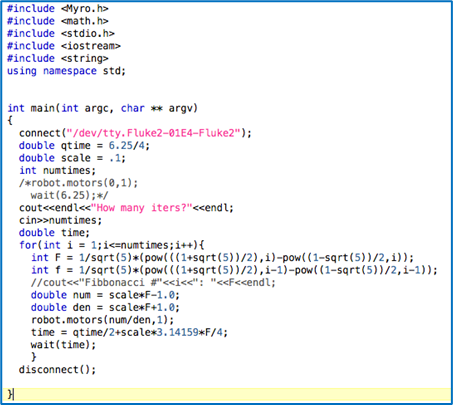 #include <Myro.h>
#include <math.h>
#include <stdio.h>
#include <iostream>
#include <string>
using namespace std;
int main(int argc, char ** argv)
{
connect("/dev/tty.Fluke2-01E4-Fluke2");
double qtime = 6.25/4;
double scale = .1;
int numtimes;
/*robot.motors(0,1);
wait(6.25);*/
cout<<endl<<"How many iters?"<<endl;
cin>>numtimes;
double time;
for(int i = 1;i<=numtimes;i++){
int F = 1/sqrt(5)*(pow(((1+sqrt(5))/2),i)-pow((1-sqrt(5))/2,i));
int f = 1/sqrt(5)*(pow(((1+sqrt(5))/2),i-1)-pow((1-sqrt(5))/2,i-1));
//cout<<"Fibbonacci #"<<i<<": "<<F<<endl;
double num = scale*F-1.0;
double den = scale*F+1.0;
robot.motors(num/den,1);
time = qtime/2+scale*3.14159*F/4;
wait(time);
}
disconnect();
}